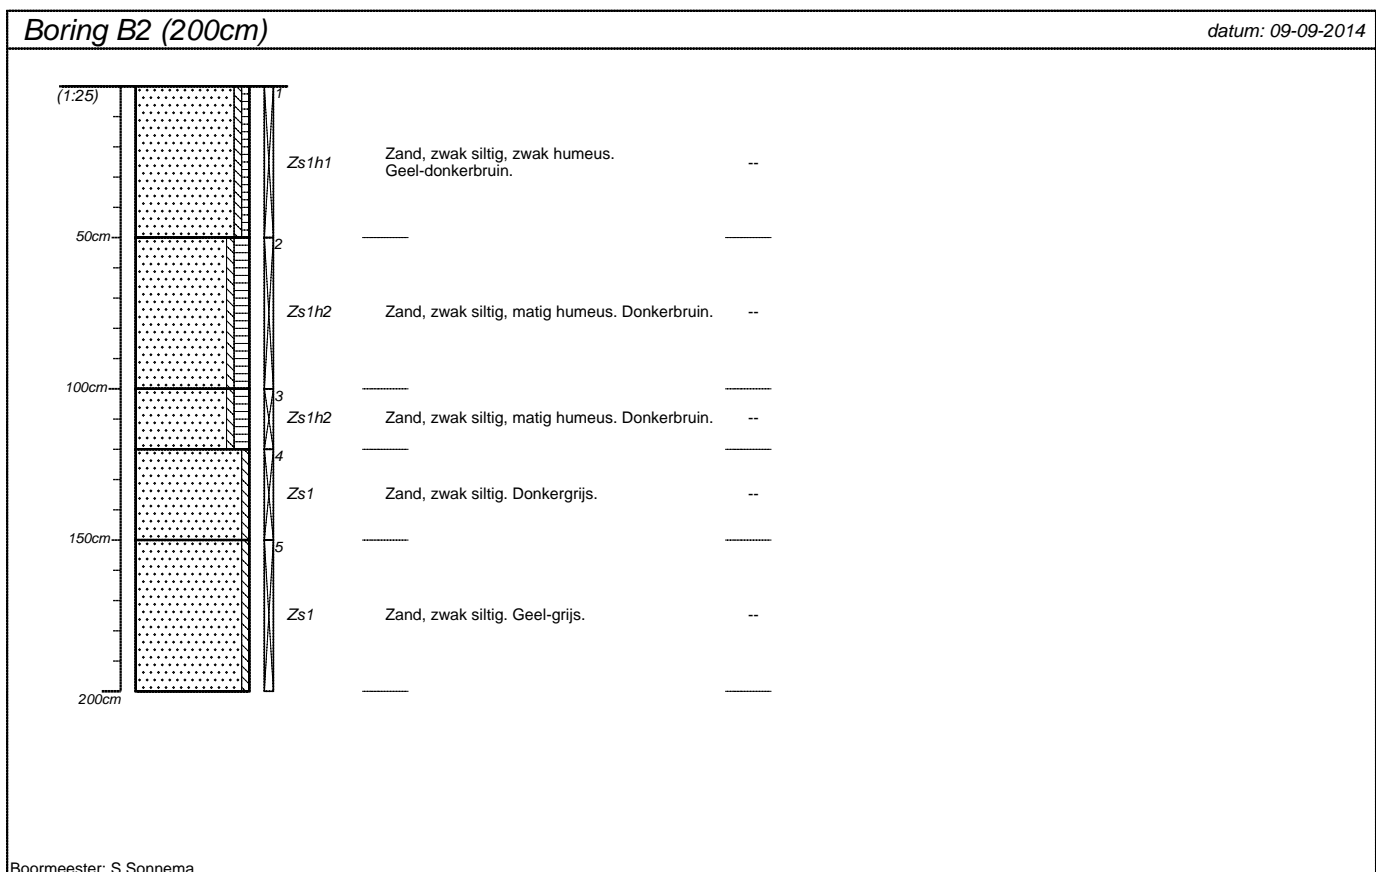 Boring B2 (200cm)
datum: 09-09-2014
(1:25)
1
Zs1h1
Zand, zwak siltig, zwak humeus.
Geel-donkerbruin.
--
50cm
2
Zs1h2
Zand, zwak siltig, matig humeus. Donkerbruin.
--
100cm
3
Zs1h2
Zand, zwak siltig, matig humeus. Donkerbruin.
--
4
Zs1
Zand, zwak siltig. Donkergrijs.
--
150cm
5
Zs1
Zand, zwak siltig. Geel-grijs.
--
200cm
Boormeester: S.Sonnema